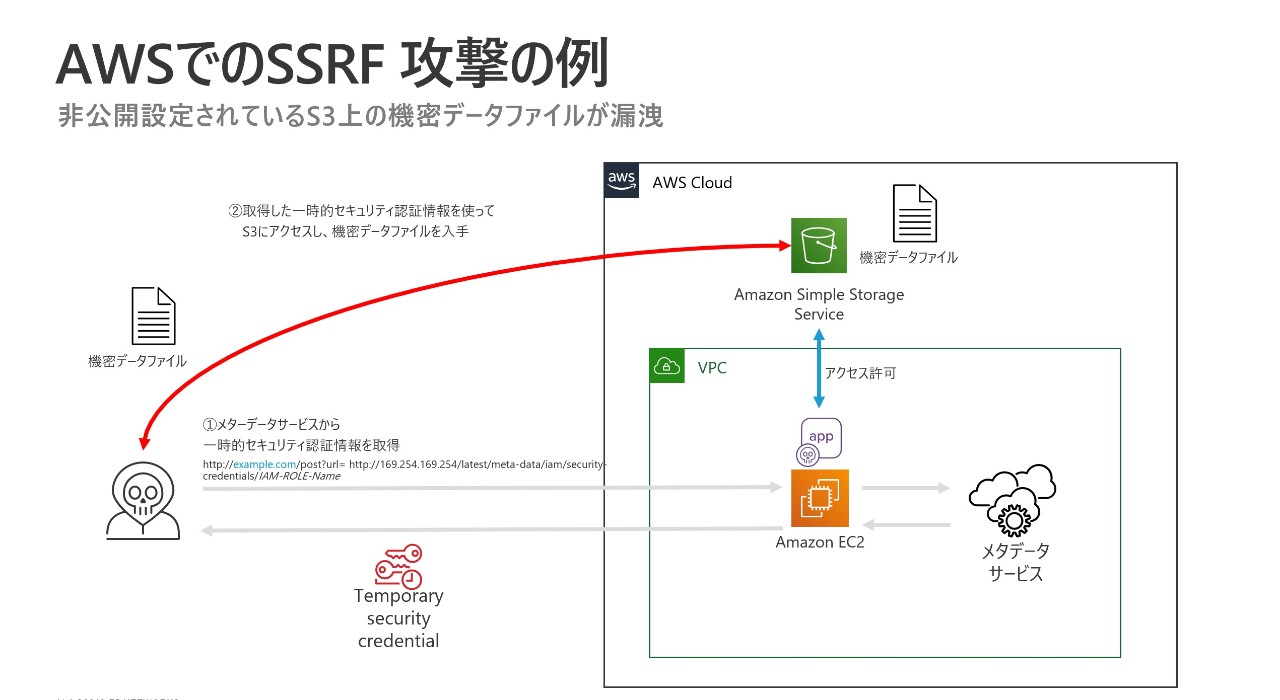 AWSでのSSRF 攻撃の例
非公開設定されているS3上の機密データファイルが漏洩
aws
AWS Cloud
②取得した一時的セキュリティ認証情報を使って
S3にアクセスし、機密データファイルを入手
機密データファイル
Amazon Simple Storage
Service
機密データファイル
VPC
アクセス許可
①メターデータサービスから
一時的セキュリティ認証情報を取得
http://example.com/post?url= http://169.254.169.254/latest/meta-data/iam/security-
credentials/IAM-ROLE-Name
app
Amazon EC2
メタデータ
サービス
Temporary
security
credential